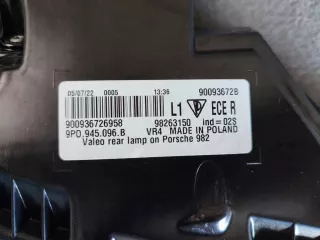 05/07/22 0005 13:36 90093672B
L1 ECE R
900936726958 98263150 ind=02S
9PD.945.096.B VR4 MADE IN POLAND
Valeo rear lamp on Porsche 982